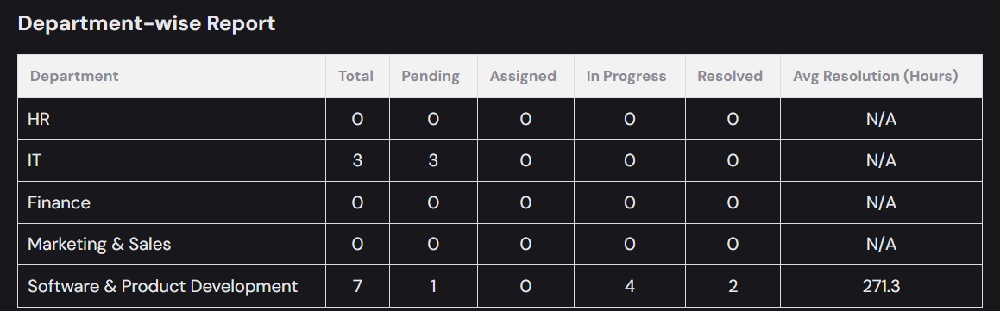 Department-wise Report
Department Total Pending Assigned In Progress Resolved Avg Resolution (Hours)
HR 0 0 0 0 0 N/A
IT 3 3 0 0 0 N/A
Finance 0 0 0 0 0 N/A
Marketing & Sales 0 0 0 0 0 N/A
Software & Product Development 7 1 0 4 2 271.3